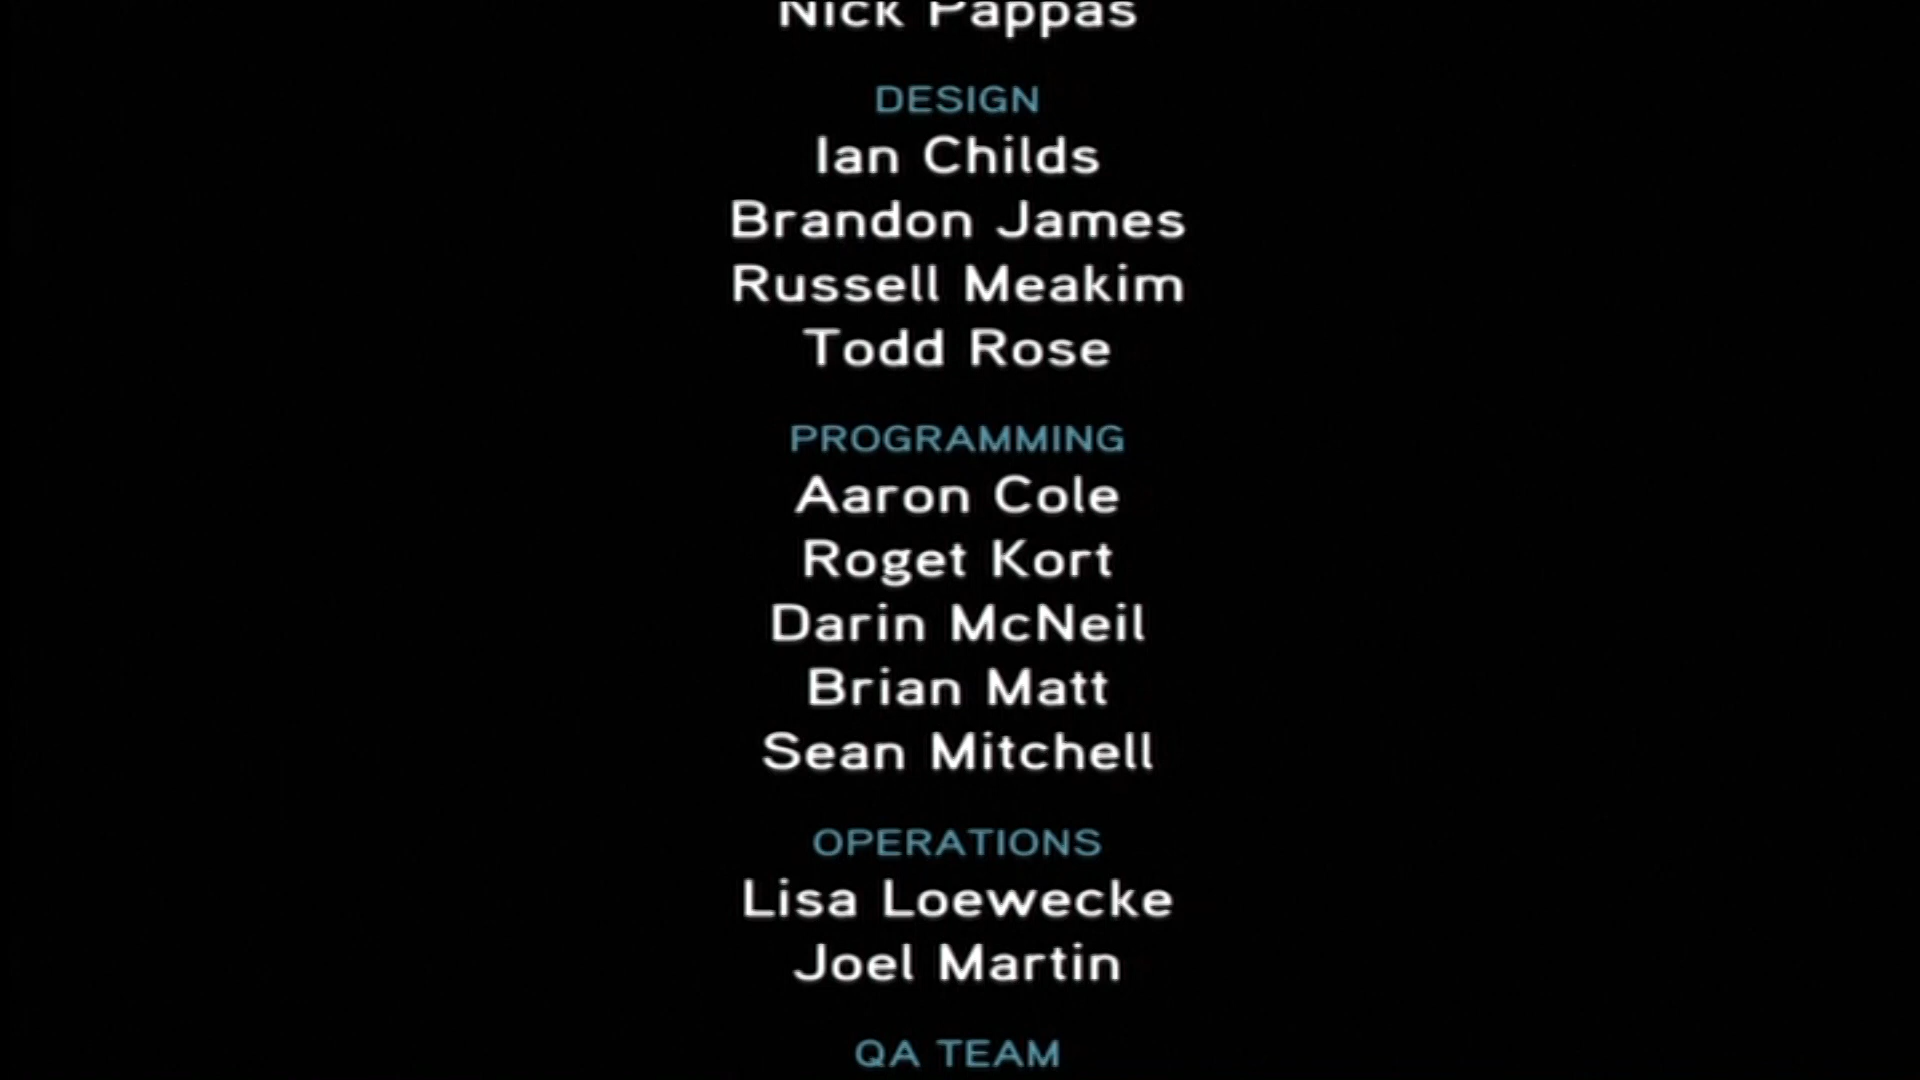 Nick Pappas
DESIGN
Ian Childs
Brandon James
Russell Meakim
Todd Rose
PROGRAMMING
Aaron Cole
Roget Kort
Darin McNeil
Brian Matt
Sean Mitchell
OPERATIONS
Lisa Loewecke
Joel Martin
QA TEAM